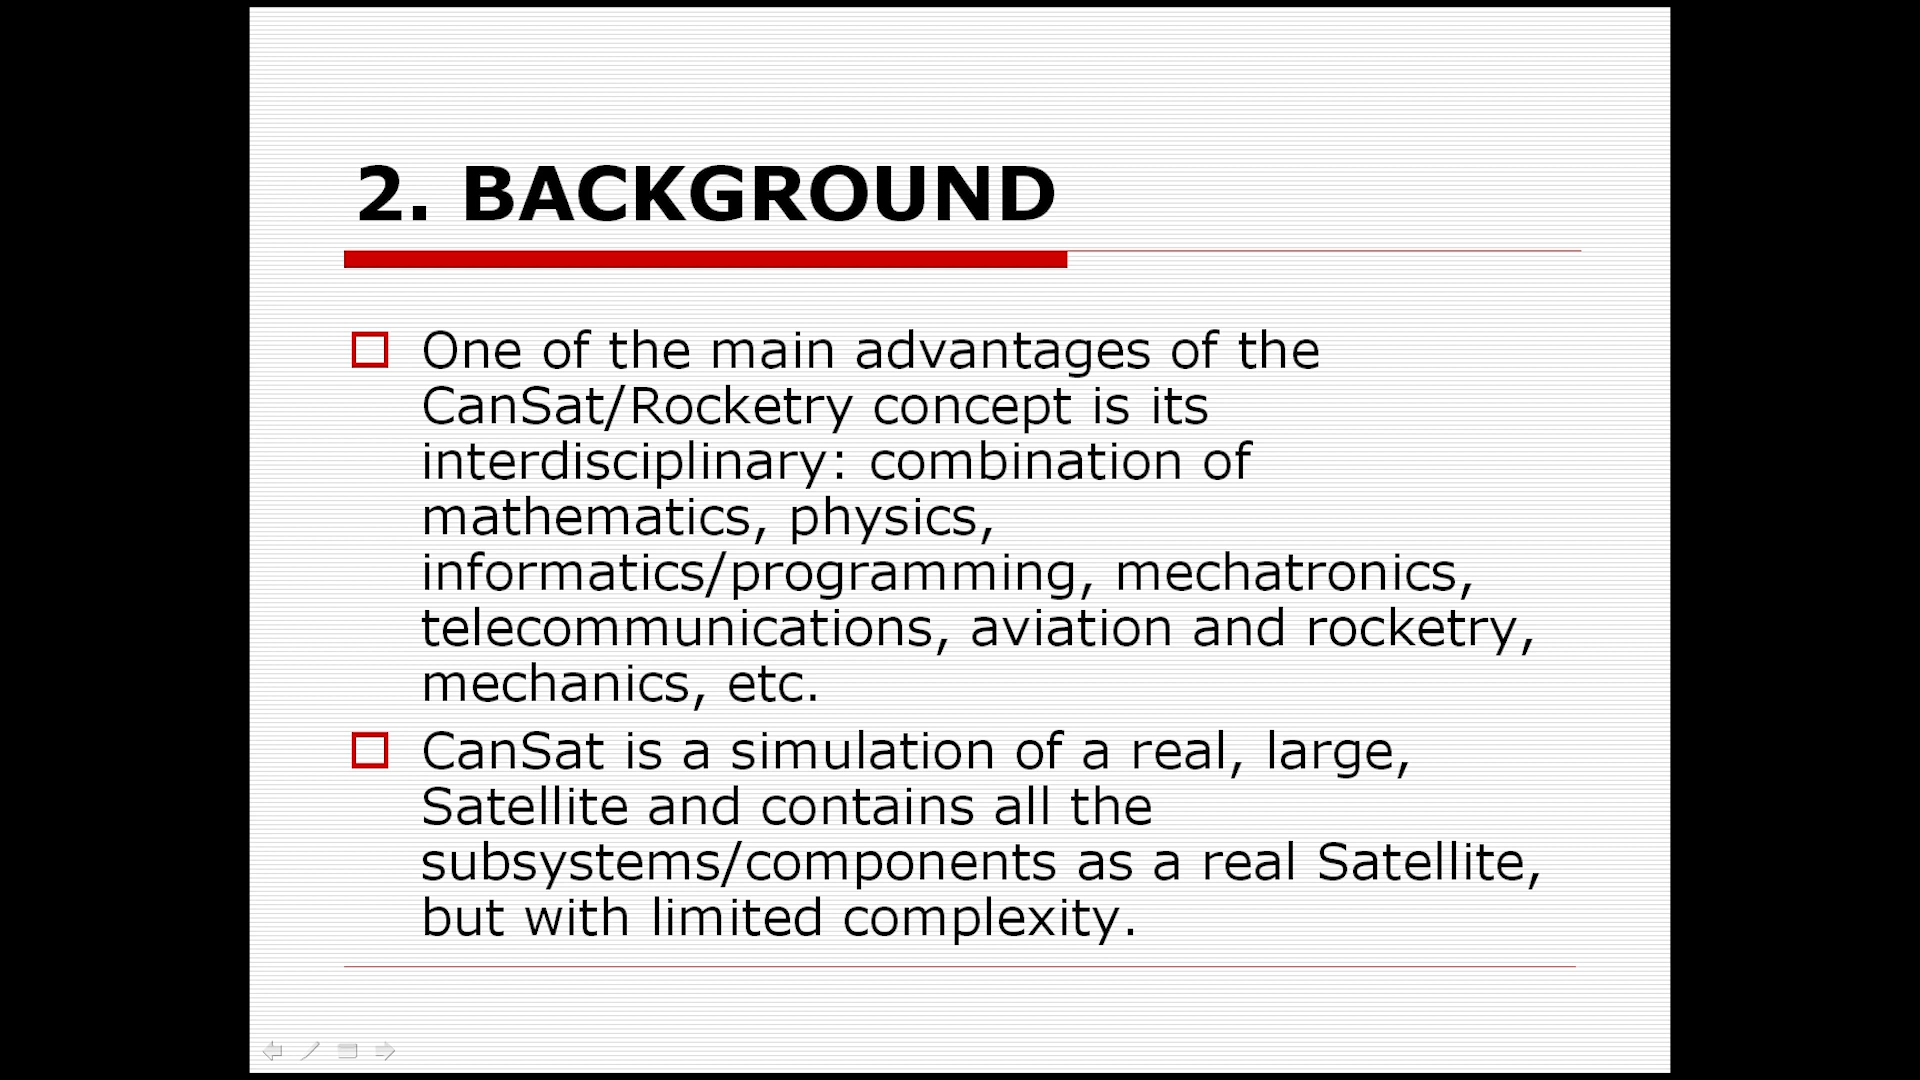 2. BACKGROUND
One of the main advantages of the
CanSat/Rocketry concept is its
interdisciplinary: combination of
mathematics, physics,
informatics/programming, mechatronics,
telecommunications, aviation and rocketry,
mechanics, etc.
CanSat is a simulation of a real, large,
Satellite and contains all the
subsystems/components as a real Satellite,
but with limited complexity.